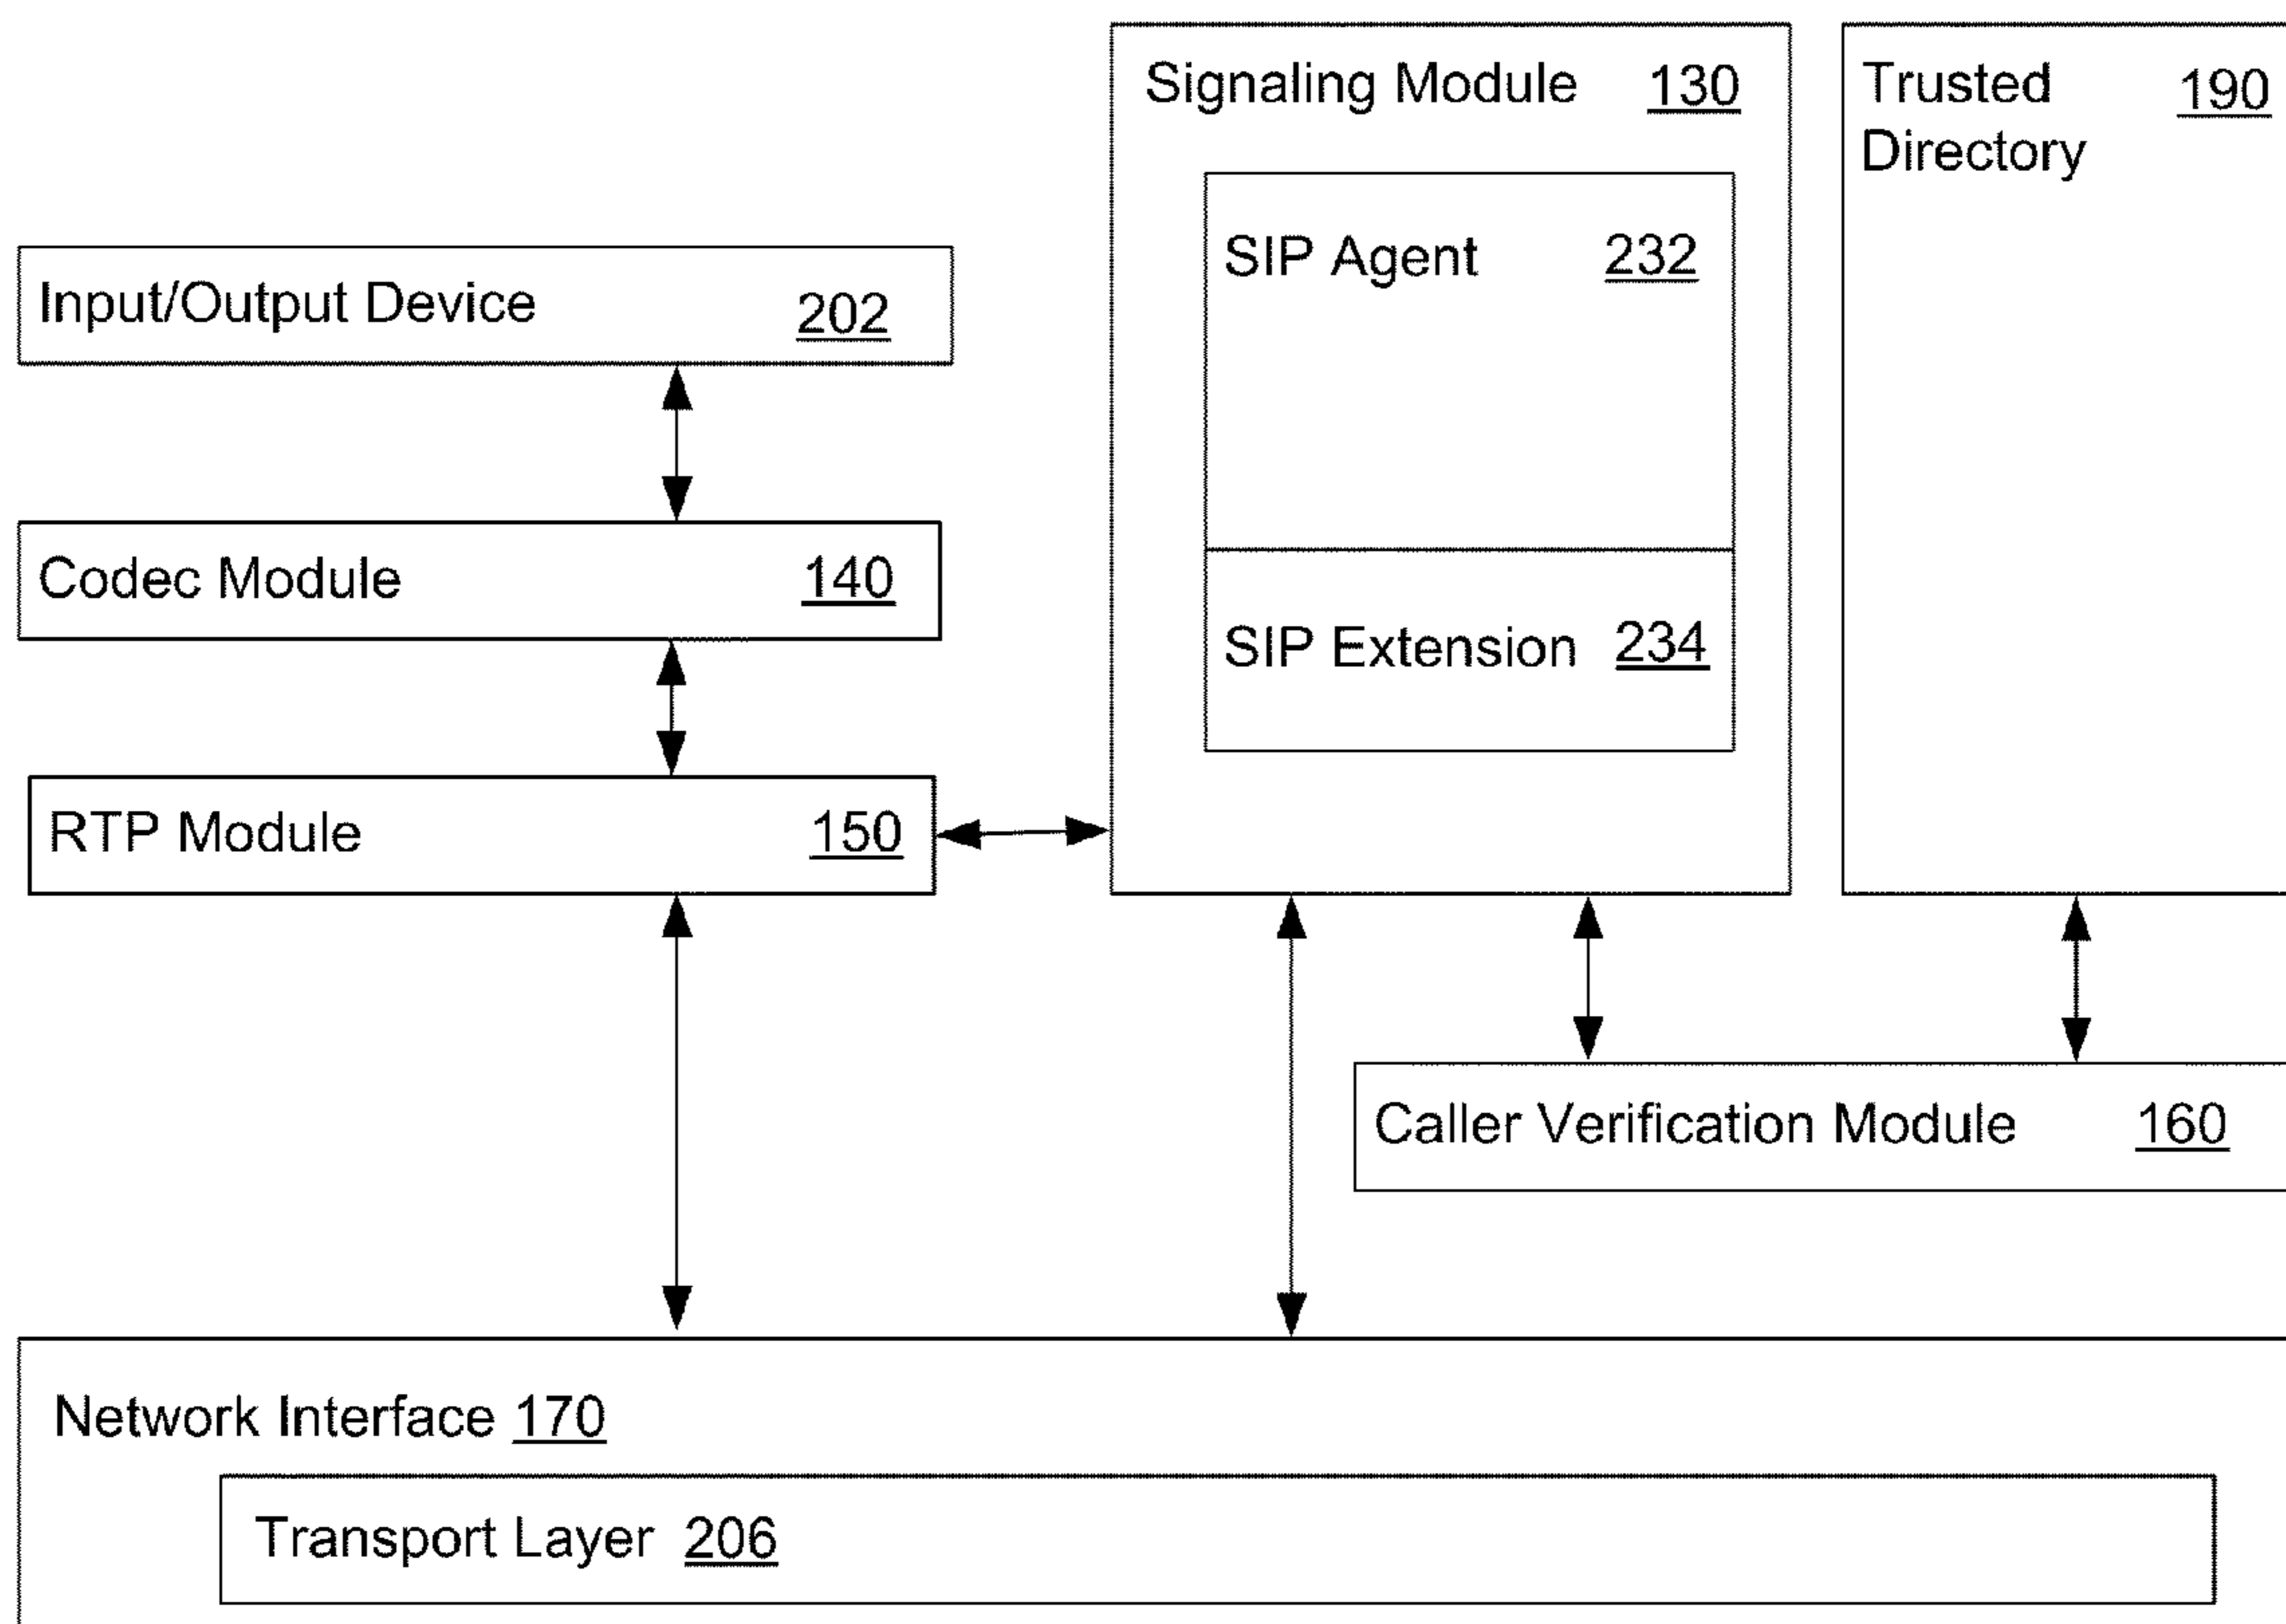 Signaling Module 130
Trusted 190
Directory
SIP Agent 232
Input/Output Device 202
Codec Module 140
SIP Extension 234
RTP Module 150
Caller Verification Module 160
Network Interface 170
Transport Layer 206